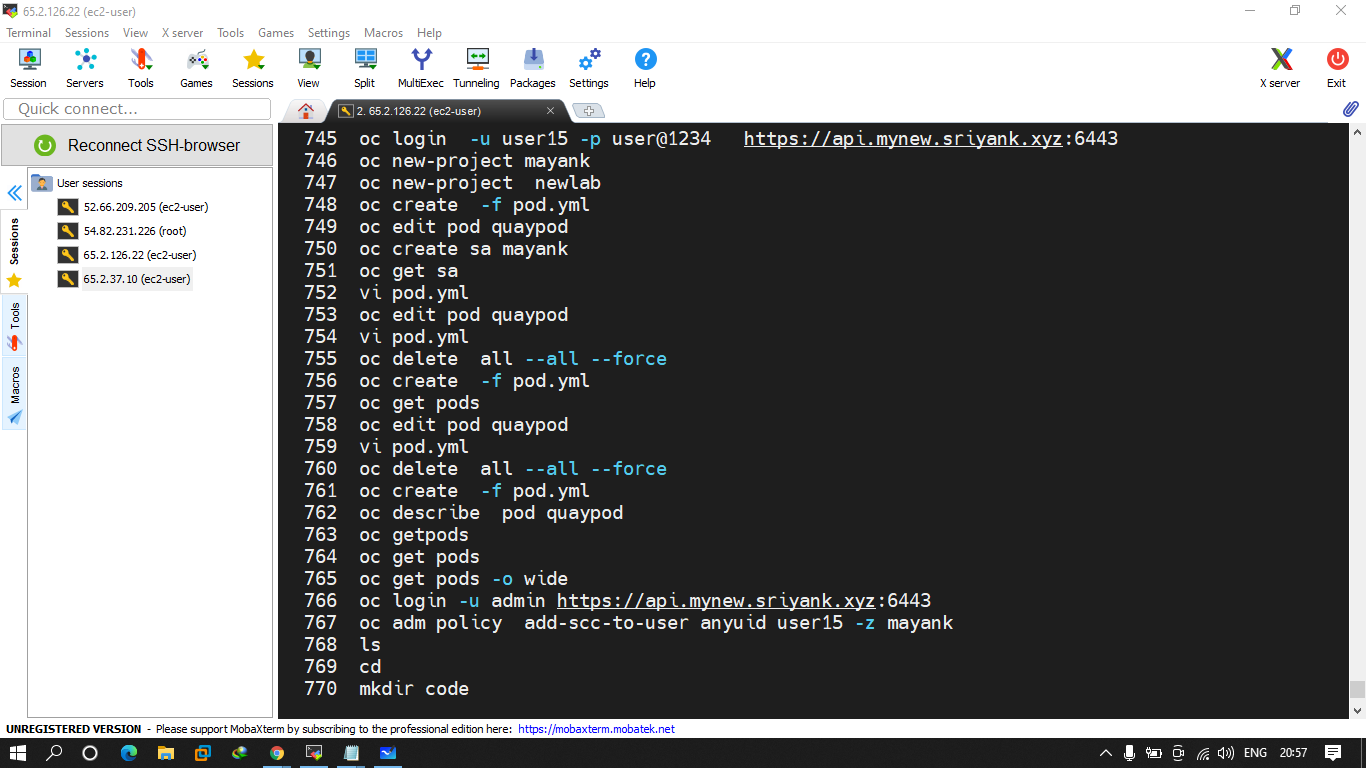 65.2.126.22 (ec2-user)
Terminal Sessions View X server Tools Games Settings Macros Help
Session Servers Tools Games Sessions View Split MultiExec Tunneling Packages Settings Help X server Exit
Quick connect...
2. 65.2.126.22 (ec2-user)
Reconnect SSH-browser
User sessions
52.66.209.205 (ec2-user)
54.82.231.226 (root)
65.2.126.22 (ec2-user)
65.2.37.10 (ec2-user)
Sessions
Tools
Macros
745 oc login -u user15 -p user@1234 https://api.mynew.sriyank.xyz:6443
746 oc new-project mayank
747 oc new-project newlab
748 oc create -f pod.yml
749 oc edit pod quaypod
750 oc create sa mayank
751 oc get sa
752 vi pod.yml
753 oc edit pod quaypod
754 vi pod.yml
755 oc delete all --all --force
756 oc create -f pod.yml
757 oc get pods
758 oc edit pod quaypod
759 vi pod.yml
760 oc delete all --all --force
761 oc create -f pod.yml
762 oc describe pod quaypod
763 oc getpods
764 oc get pods
765 oc get pods -o wide
766 oc login -u admin https://api.mynew.sriyank.xyz:6443
767 oc adm policy add-scc-to-user anyuid user15 -z mayank
768 ls
769 cd
770 mkdir code
UNREGISTERED VERSION - Please support MobaXterm by subscribing to the professional edition here: https://mobaxterm.mobatek.net
ENG 20:57